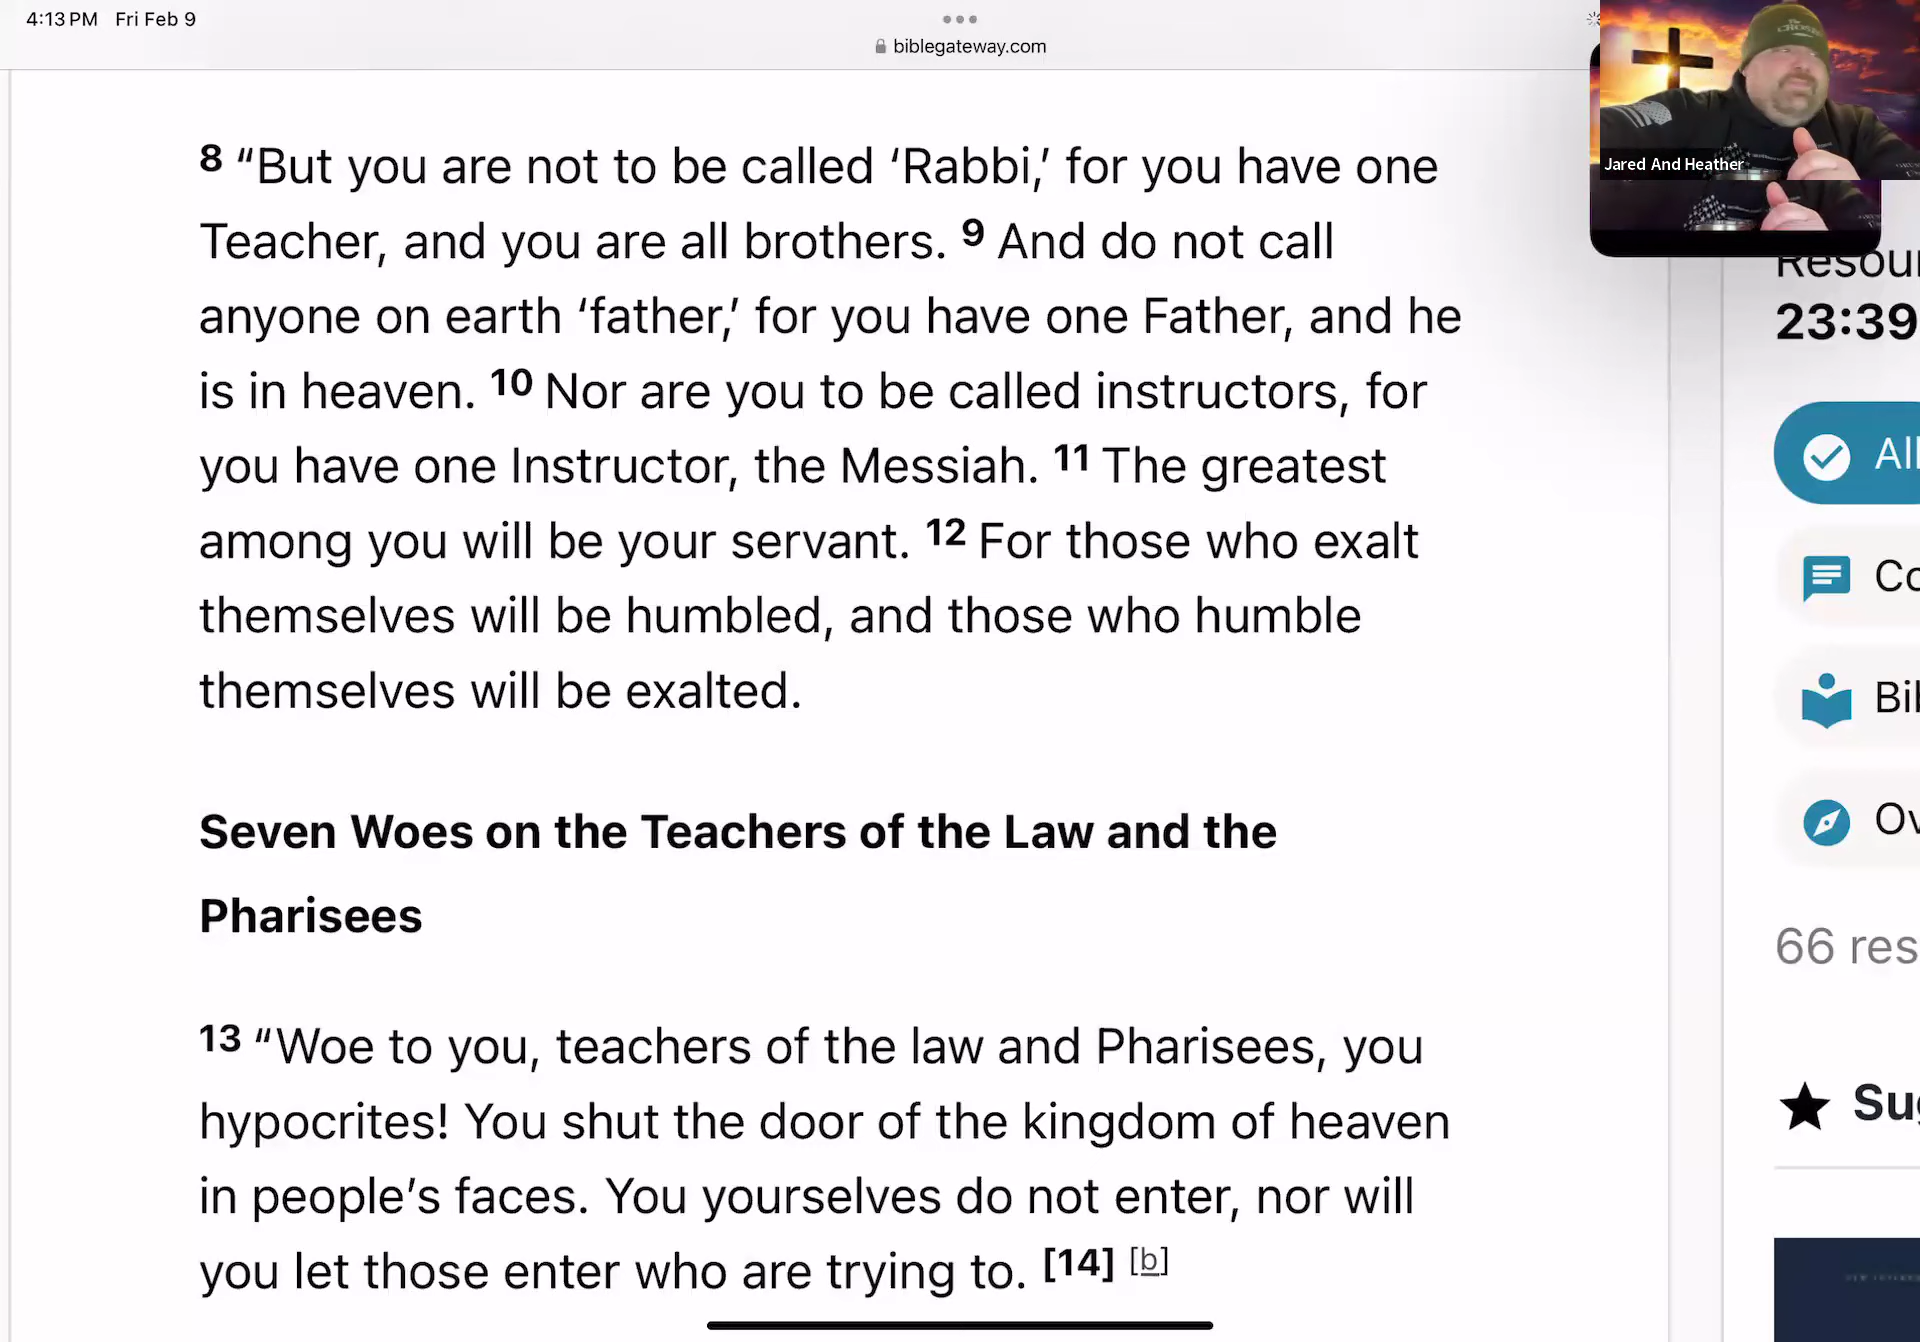 4:13 PM Fri Feb 9
biblegateway.com
CHOSEN
Jared And Heather
8 “But you are not to be called ‘Rabbi,’ for you have one
Teacher, and you are all brothers. 9 And do not call
anyone on earth ‘father,’ for you have one Father, and he
is in heaven. 10 Nor are you to be called instructors, for
you have one Instructor, the Messiah. 11 The greatest
among you will be your servant. 12 For those who exalt
themselves will be humbled, and those who humble
themselves will be exalted.
Seven Woes on the Teachers of the Law and the
Pharisees
13 “Woe to you, teachers of the law and Pharisees, you
hypocrites! You shut the door of the kingdom of heaven
in people’s faces. You yourselves do not enter, nor will
you let those enter who are trying to. [14] [b]
Resour
23:39
All
Co
Bib
Ov
66 res
Sug